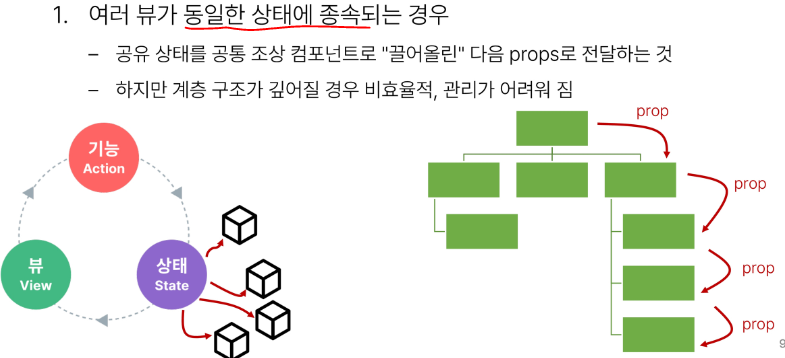 1. 여러 뷰가 동일한 상태에 종속되는 경우
– 공유 상태를 공통 조상 컴포넌트로 "끌어올린" 다음 props로 전달하는 것
– 하지만 계층 구조가 깊어질 경우 비효율적, 관리가 어려워 짐
기능
Action
뷰
View
상태
State
prop
prop
prop
prop
9